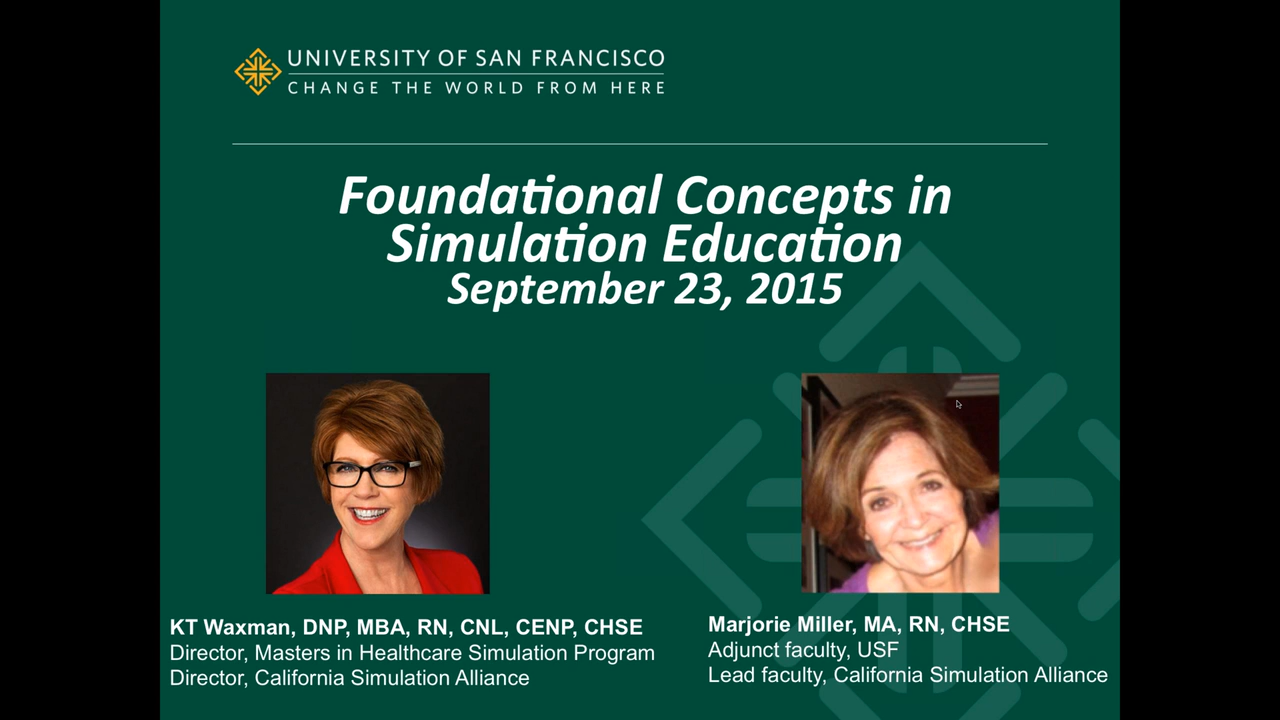 UNIVERSITY OF SAN FRANCISCO
CHANGE THE WORLD FROM HERE
Foundational Concepts in
Simulation Education
September 23, 2015
KT Waxman, DNP, MBA, RN, CNL, CENP, CHSE
Director, Masters in Healthcare Simulation Program
Director, California Simulation Alliance
Marjorie Miller, MA, RN, CHSE
Adjunct faculty, USF
Lead faculty, California Simulation Alliance